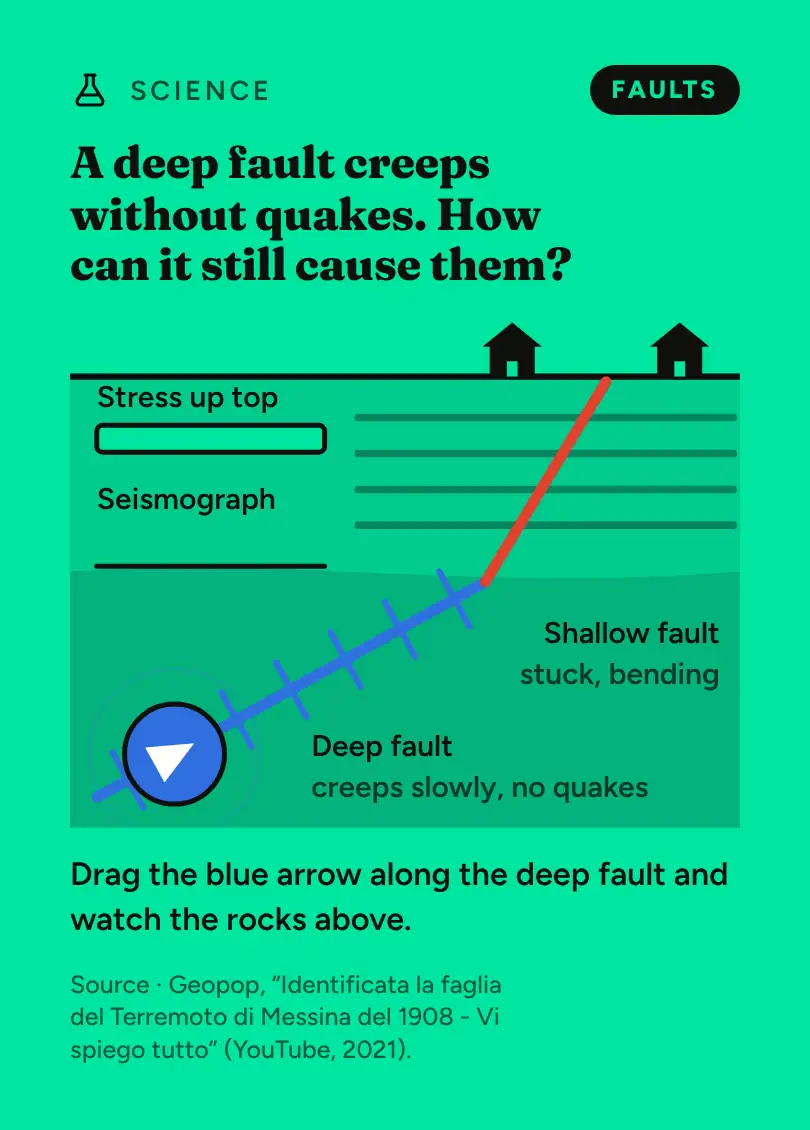 SCIENCE
FAULTS
A deep fault creeps
without quakes. How
can it still cause them?
Stress up top
Seismograph
Shallow fault
stuck, bending
Deep fault
creeps slowly, no quakes
Drag the blue arrow along the deep fault and
watch the rocks above.
Source · Geopop, “Identificata la faglia
del Terremoto di Messina del 1908 - Vi
spiego tutto” (YouTube, 2021).